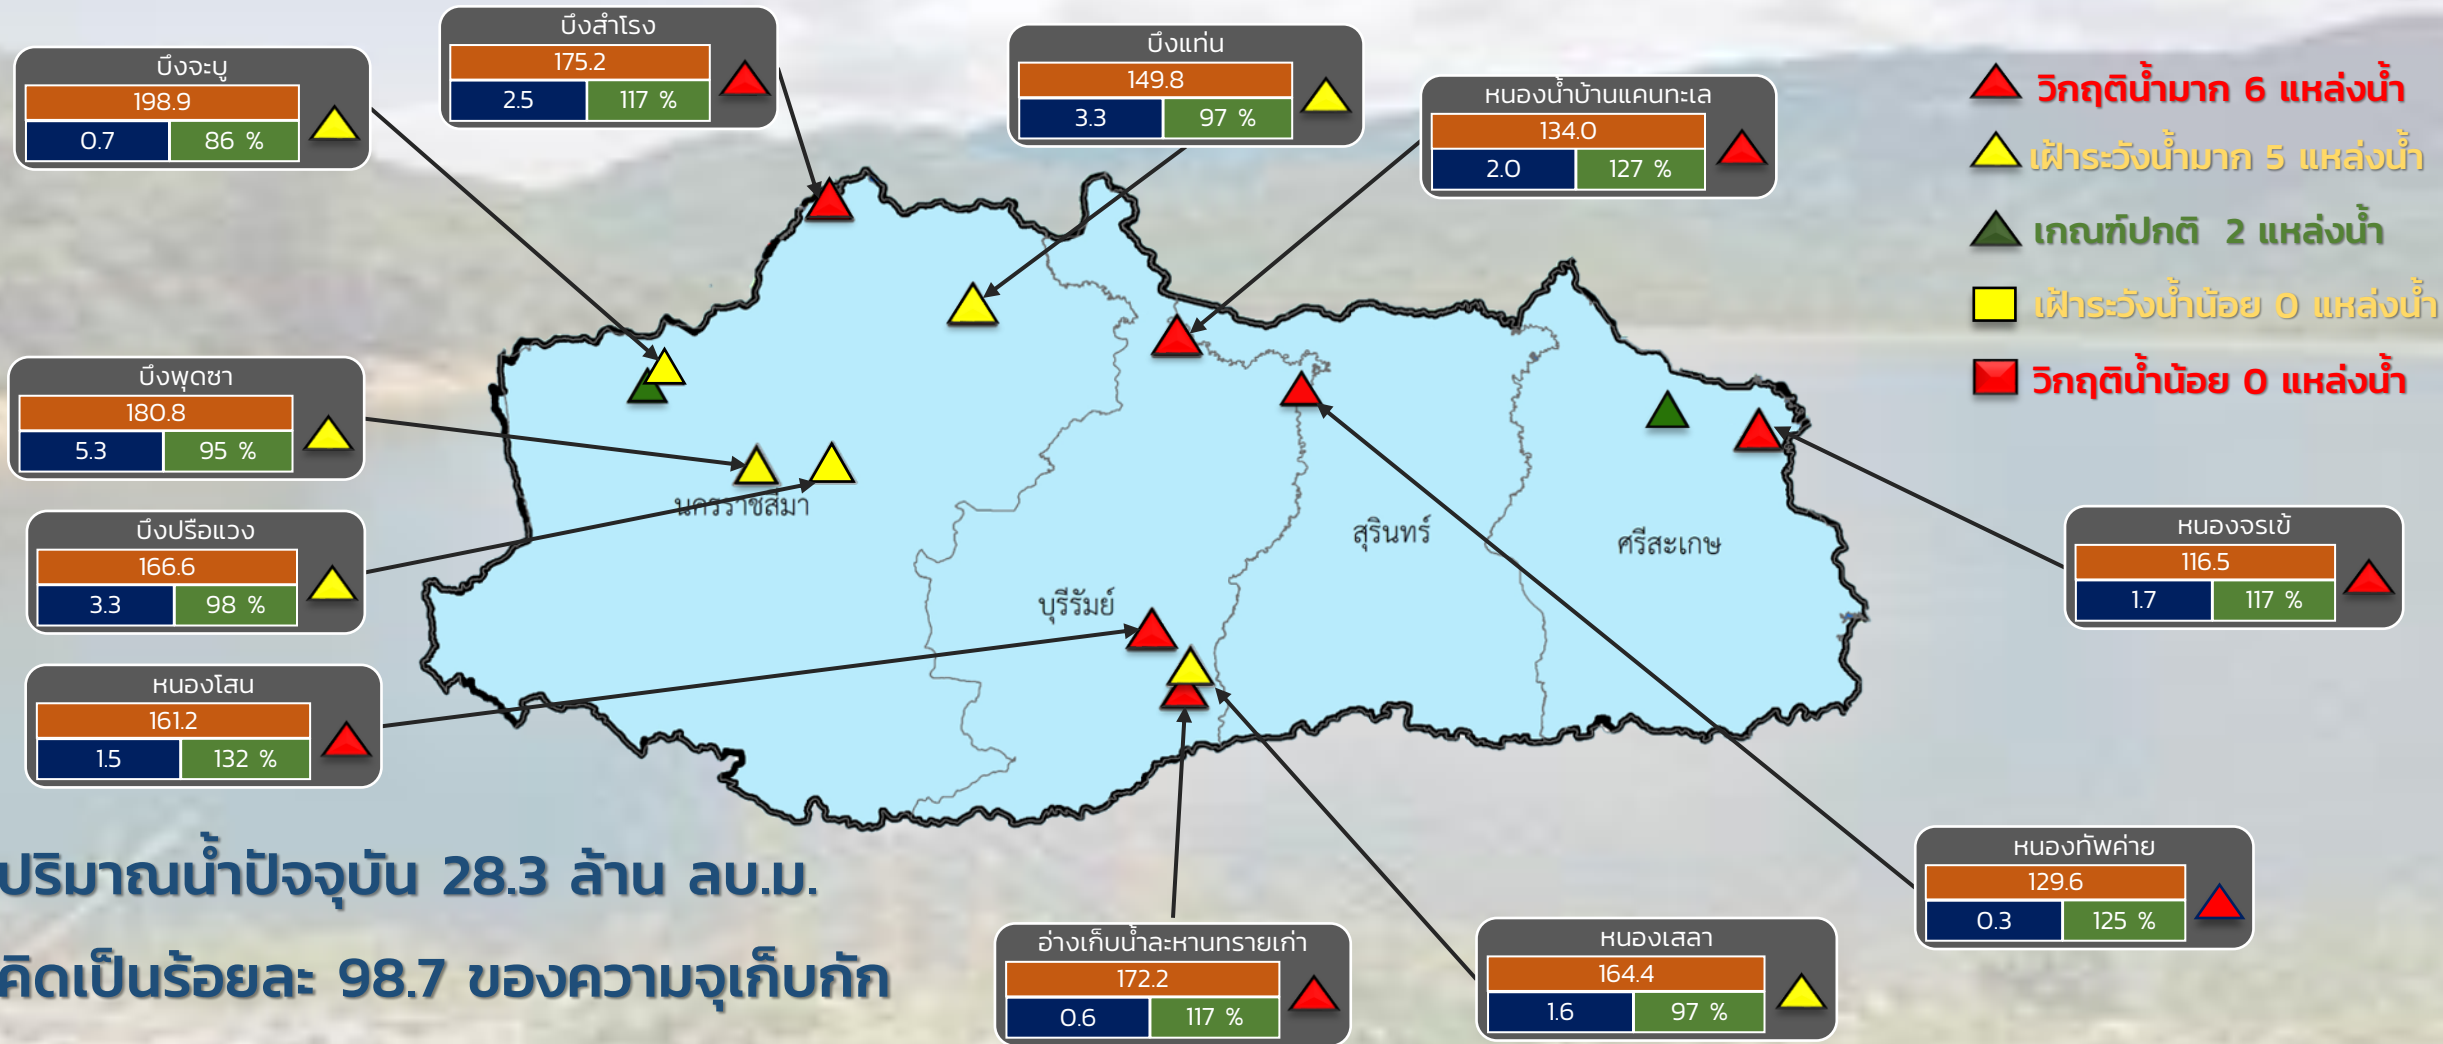 บึงจะบู
198.9
0.7 86 %
บึงสำโรง
175.2
2.5 117 %
บึงแท่น
149.8
3.3 97 %
หนองน้ำบ้านแคนทะเล
134.0
2.0 127 %
วิกฤติน้ำมาก 6 แหล่งน้ำ
เฝ้าระวังน้ำมาก 5 แหล่งน้ำ
เกณฑ์ปกติ 2 แหล่งน้ำ
เฝ้าระวังน้ำน้อย 0 แหล่งน้ำ
วิกฤติน้ำน้อย 0 แหล่งน้ำ
บึงพุดซา
180.8
5.3 95 %
บึงปรือแวง
166.6
3.3 98 %
หนองโสน
161.2
1.5 132 %
นครราชสีมา
บุรีรัมย์
สุรินทร์
ศรีสะเกษ
หนองจรเข้
116.5
1.7 117 %
หนองทัพค่าย
129.6
0.3 125 %
อ่างเก็บน้ำละหานทรายเก่า
172.2
0.6 117 %
หนองเสลา
164.4
1.6 97 %
ปริมาณน้ำปัจจุบัน 28.3 ล้าน ลบ.ม.
คิดเป็นร้อยละ 98.7 ของความจุเก็บกัก